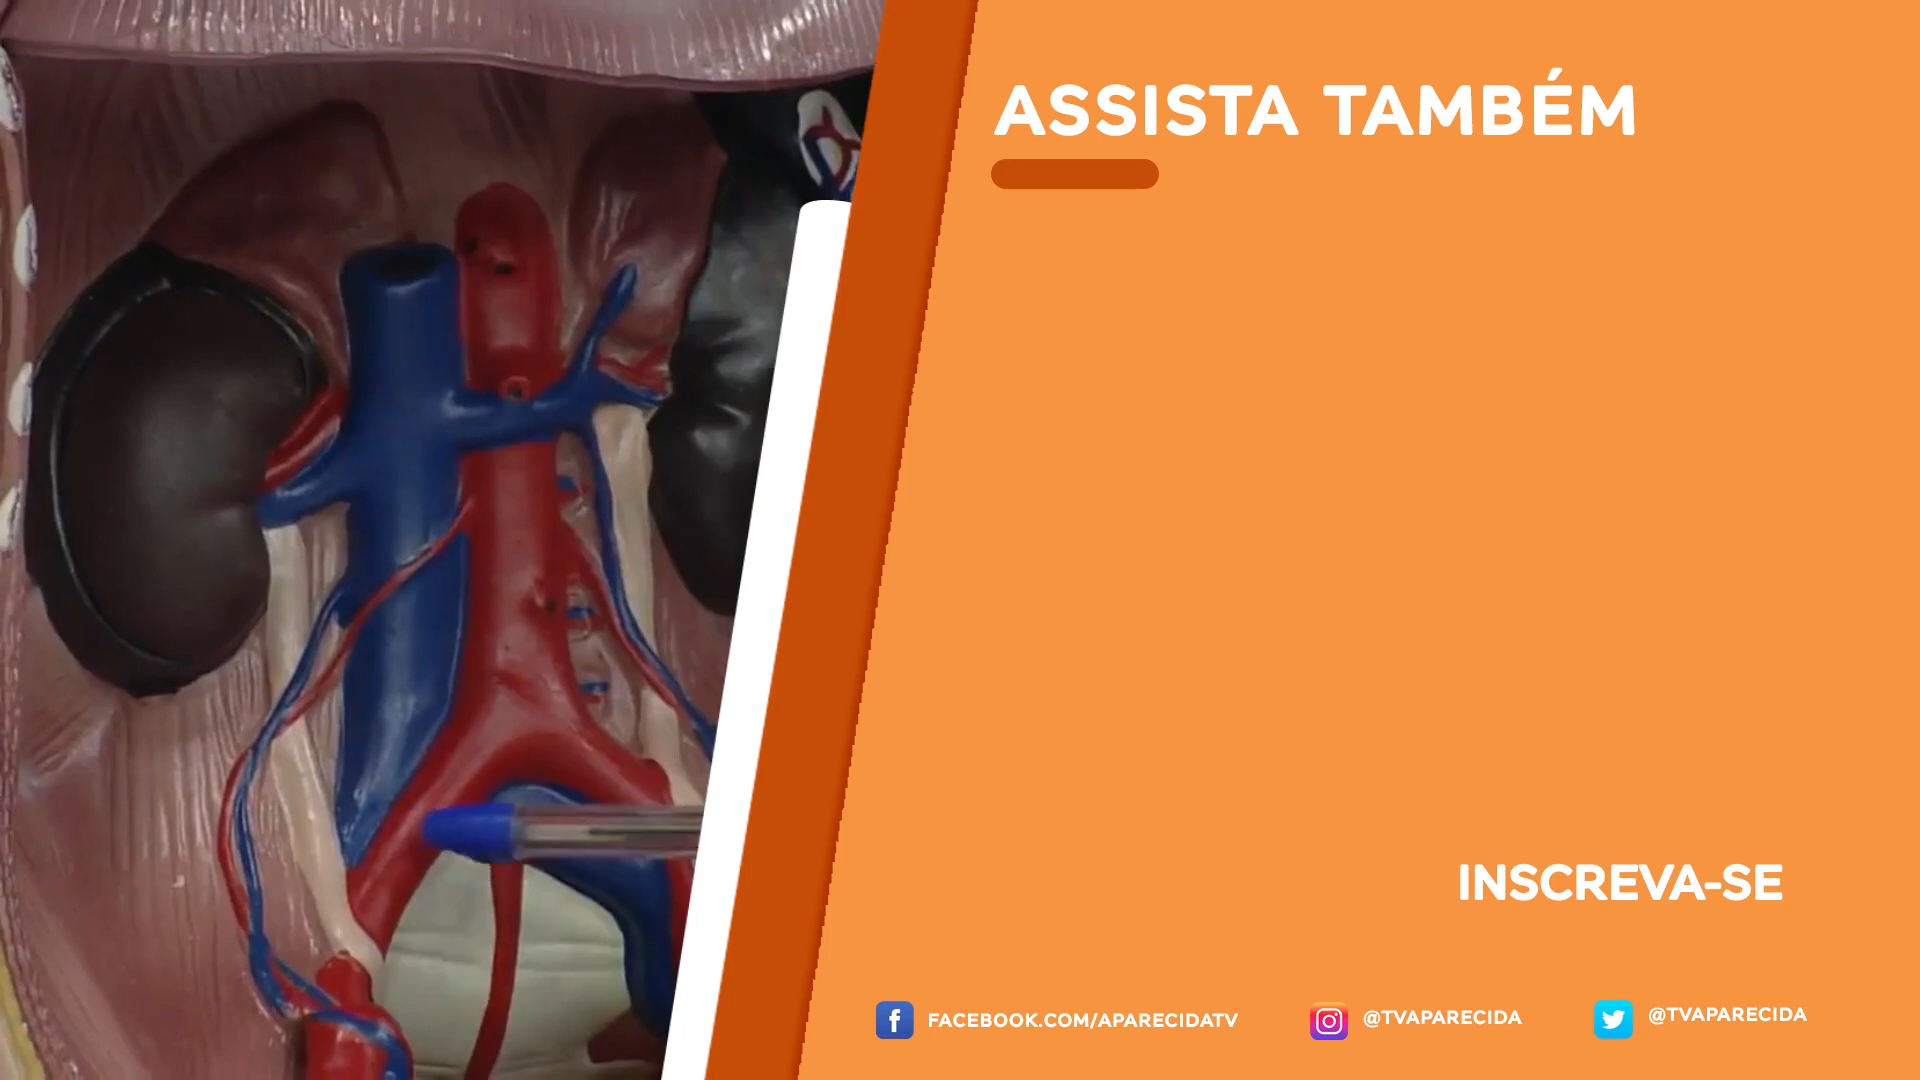 ASSISTA TAMBÉM
INSCREVA-SE
FACEBOOK.COM/APARECIDATV
@TVAPARECIDA
@TVAPARECIDA